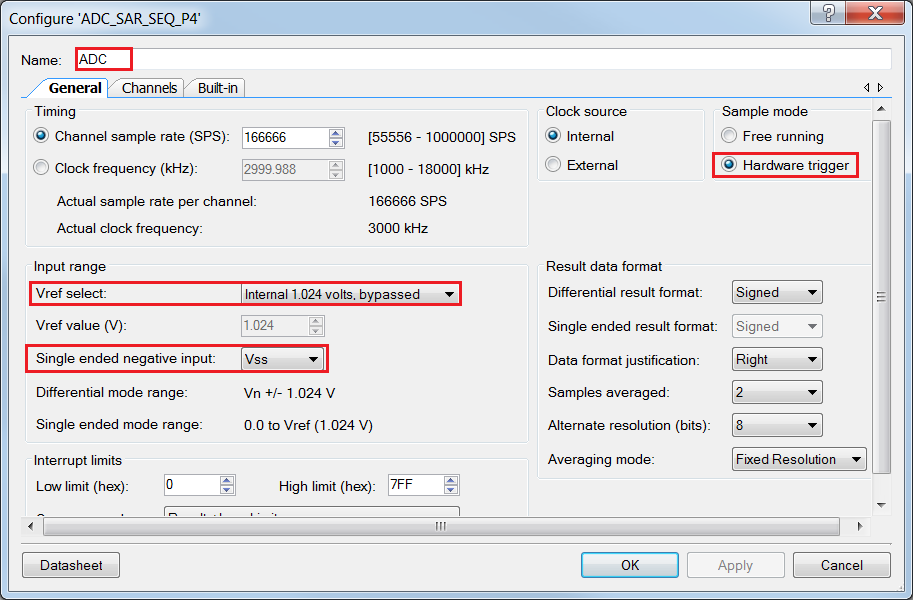 Configure 'ADC_SAR_SEQ_P4'
Name: ADC
General Channels Built-in
Timing
Channel sample rate (SPS): 166666 [55556 - 1000000] SPS
Clock frequency (kHz): 2999.988 [1000 - 18000] kHz
Actual sample rate per channel: 166666 SPS
Actual clock frequency: 3000 kHz
Clock source
Internal
External
Sample mode
Free running
Hardware trigger
Input range
Vref select: Internal 1.024 volts, bypassed
Vref value (V): 1.024
Single ended negative input: Vss
Differential mode range: Vn +/- 1.024 V
Single ended mode range: 0.0 to Vref (1.024 V)
Result data format
Differential result format: Signed
Single ended result format: Signed
Data format justification: Right
Samples averaged: 2
Alternate resolution (bits): 8
Averaging mode: Fixed Resolution
Interrupt limits
Low limit (hex): 0 High limit (hex): 7FF
Datasheet OK Apply Cancel